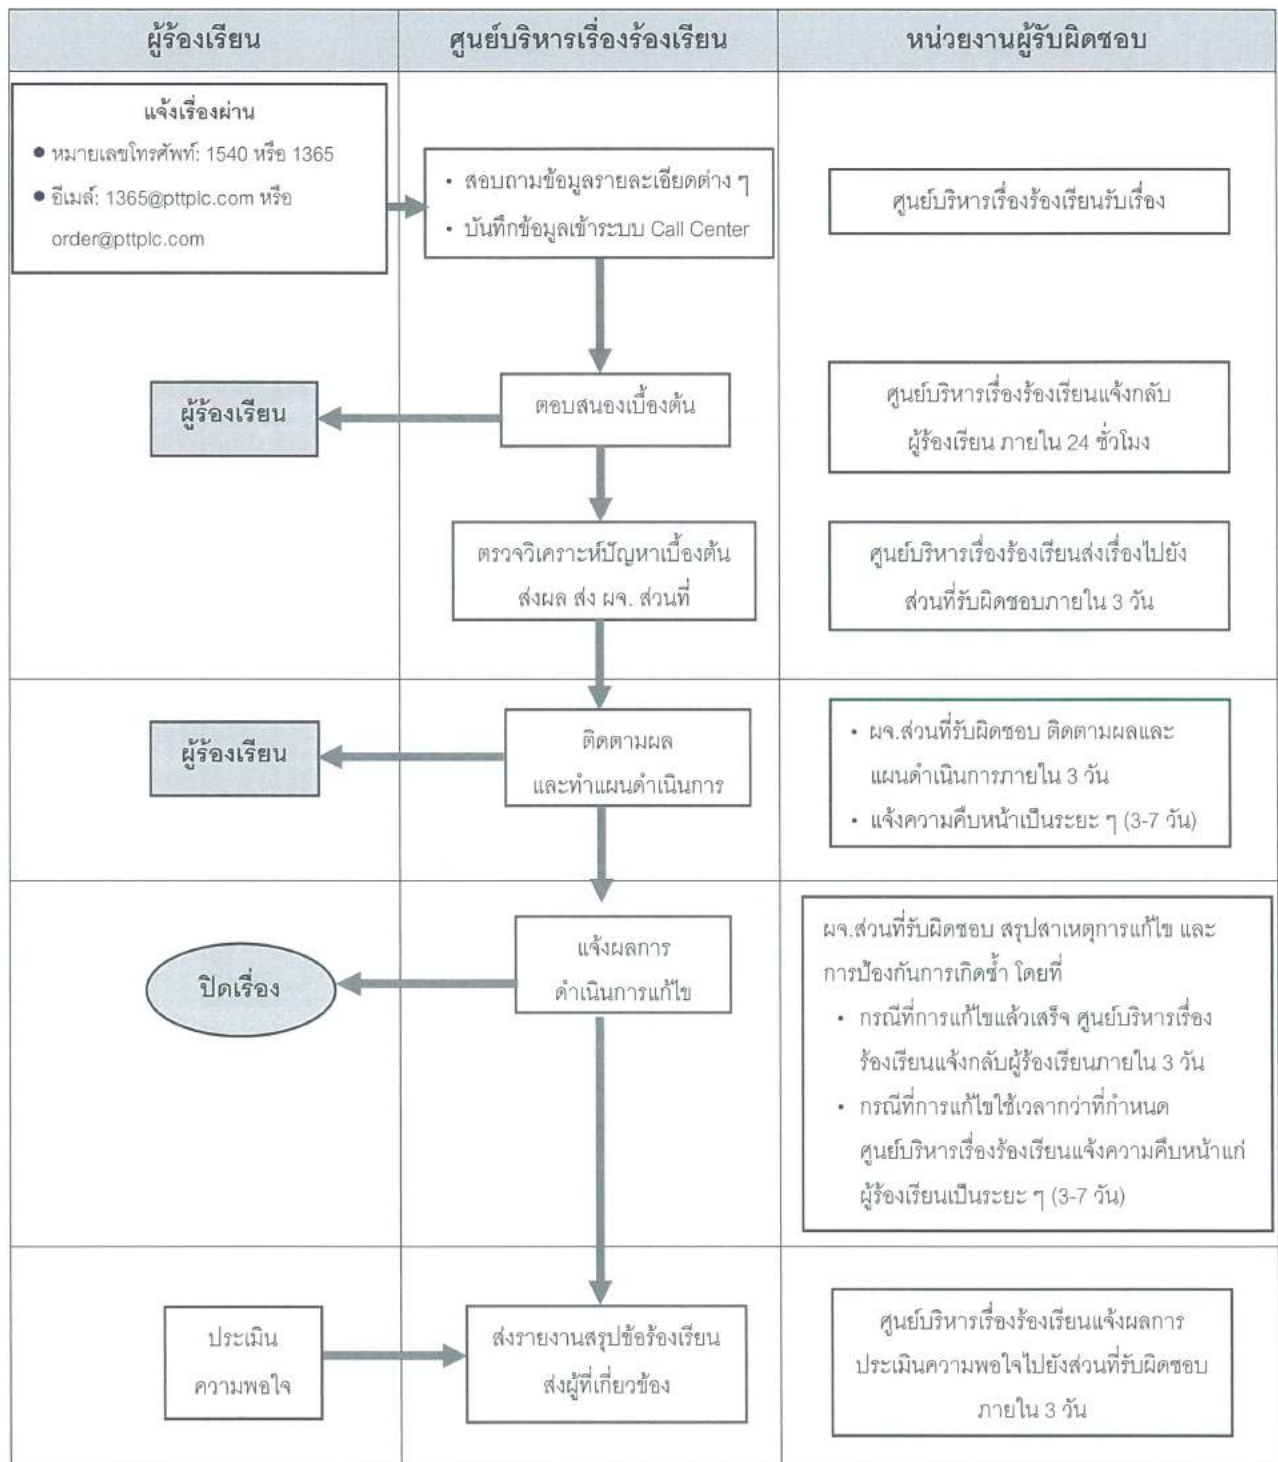 ผู้ร้องเรียน
ศูนย์บริหารเรื่องร้องเรียน
หน่วยงานผู้รับผิดชอบ
แจ้งเรื่องผ่าน
● หมายเลขโทรศัพท์: 1540 หรือ 1365
● อีเมล์: 1365@pttplc.com หรือ
order@pttplc.com
• สอบถามข้อมูลรายละเอียดต่าง ๆ
• บันทึกข้อมูลเข้าระบบ Call Center
ศูนย์บริหารเรื่องร้องเรียนรับเรื่อง
ผู้ร้องเรียน
ตอบสนองเบื้องต้น
ศูนย์บริหารเรื่องร้องเรียนแจ้งกลับ
ผู้ร้องเรียน ภายใน 24 ชั่วโมง
ตรวจวิเคราะห์ปัญหาเบื้องต้น
ส่งผล ส่ง ผจ. ส่วนที่
ศูนย์บริหารเรื่องร้องเรียนส่งเรื่องไปยัง
ส่วนที่รับผิดชอบภายใน 3 วัน
ผู้ร้องเรียน
ติดตามผล
และทำแผนดำเนินการ
• ผจ.ส่วนที่รับผิดชอบ ติดตามผลและ
แผนดำเนินการภายใน 3 วัน
• แจ้งความคืบหน้าเป็นระยะ ๆ (3-7 วัน)
ปิดเรื่อง
แจ้งผลการ
ดำเนินการแก้ไข
ผจ.ส่วนที่รับผิดชอบ สรุปสาเหตุการแก้ไข และ
การป้องกันการเกิดซ้ำ โดยที่
• กรณีที่การแก้ไขแล้วเสร็จ ศูนย์บริหารเรื่อง
ร้องเรียนแจ้งกลับผู้ร้องเรียนภายใน 3 วัน
• กรณีที่การแก้ไขใช้เวลากว่าที่กำหนด
ศูนย์บริหารเรื่องร้องเรียนแจ้งความคืบหน้าแก่
ผู้ร้องเรียนเป็นระยะ ๆ (3-7 วัน)
ประเมิน
ความพอใจ
ส่งรายงานสรุปข้อร้องเรียน
ส่งผู้ที่เกี่ยวข้อง
ศูนย์บริหารเรื่องร้องเรียนแจ้งผลการ
ประเมินความพอใจไปยังส่วนที่รับผิดชอบ
ภายใน 3 วัน